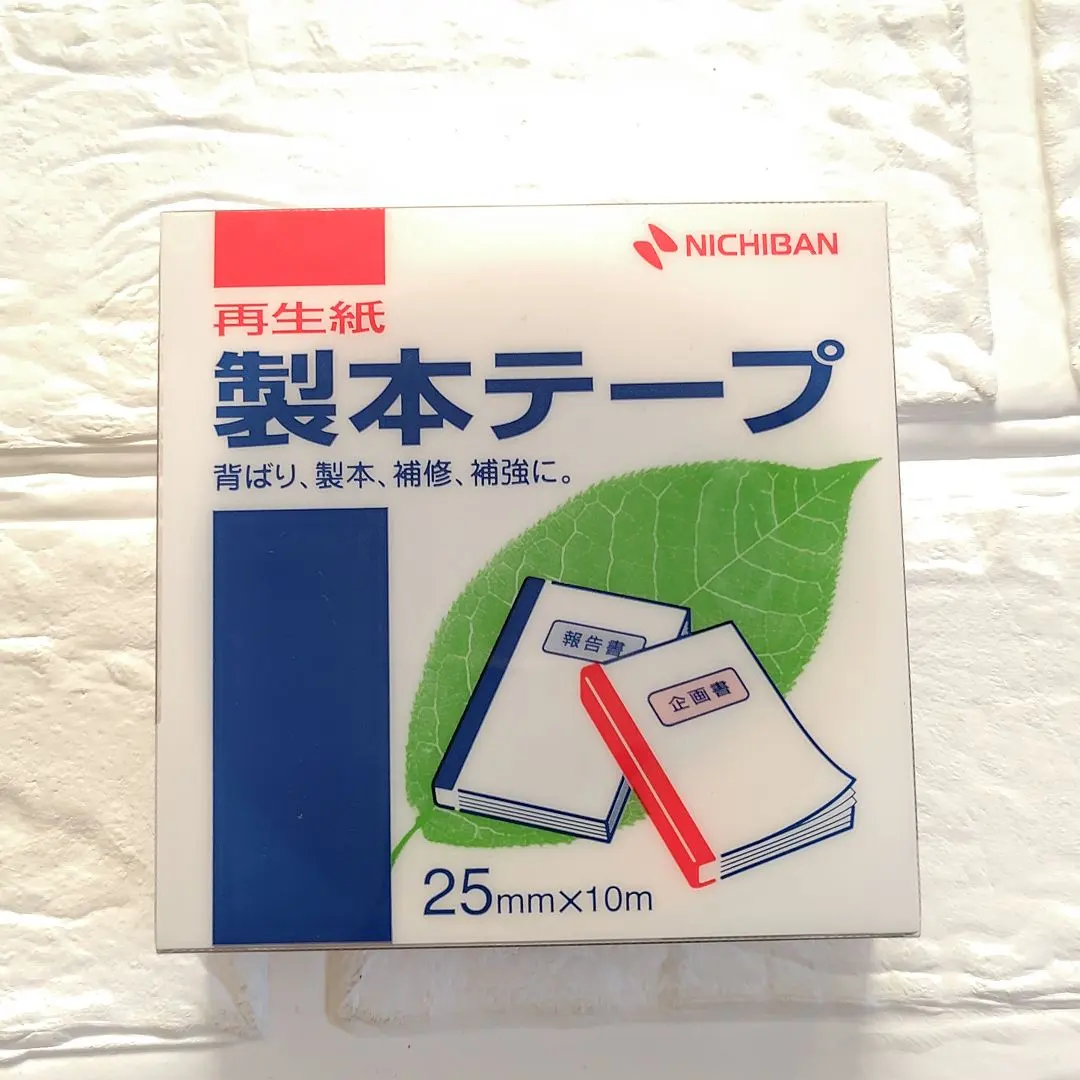 NICHIBAN
再生紙
製本テープ
背ばり、製本、補修、補強に。
報告書
企画書
25mm×10m